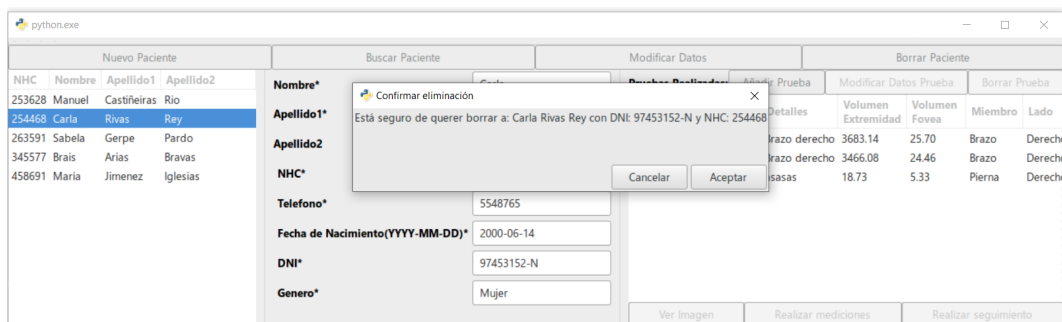 python.exe
Nuevo Paciente Buscar Paciente Modificar Datos Borrar Paciente
NHC Nombre Apellido1 Apellido2
253628 Manuel Castiñeiras Rio
254468 Carla Rivas Rey
263591 Sabela Gerpe Pardo
345577 Brais Arias Bravas
458691 Maria Jimenez Iglesias
Nombre*
Apellido1*
Apellido2
NHC*
Telefono* 5548765
Fecha de Nacimiento(YYYY-MM-DD)* 2000-06-14
DNI* 97453152-N
Genero* Mujer
Confirmar eliminación
Está seguro de querer borrar a: Carla Rivas Rey con DNI: 97453152-N y NHC: 254468
Cancelar Aceptar
Prueba Modificar Datos Prueba Borrar Prueba
Detalles Volumen Extremidad Volumen Fovea Miembro Lado
derecho 3683.14 25.70 Brazo
derecho 3466.08 24.46 Brazo
18.73 5.33 Pierna
Ver Imagen Realizar mediciones Realizar seguimiento